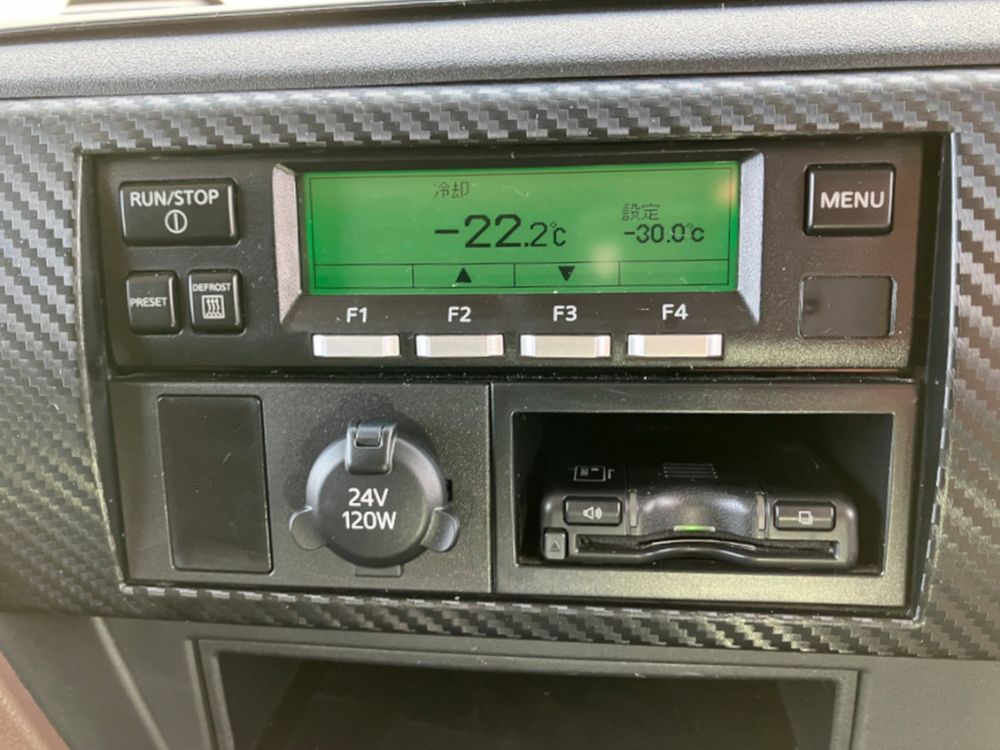 RUN/STOP
PRESET
DEFROST
冷却
-22.2℃
設定
-30.0℃
▲
▼
F1
F2
F3
F4
MENU
24V
120W